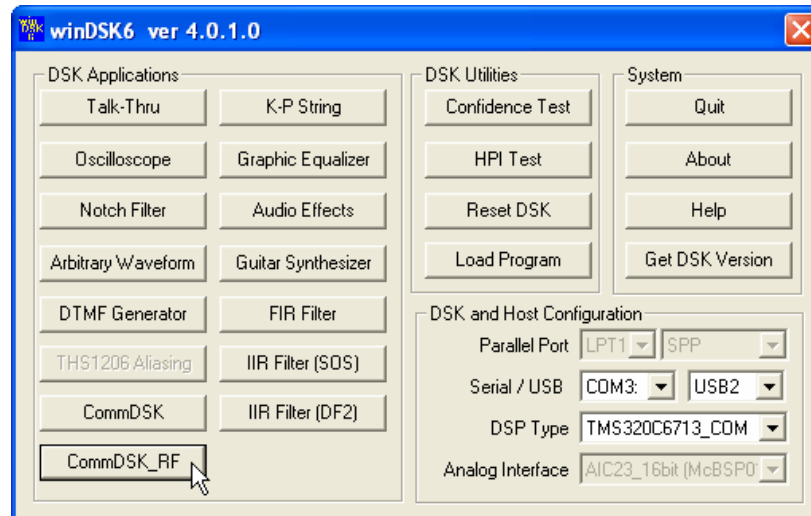 winDSK6 ver 4.0.1.0
DSK Applications
Talk-Thru
K-P String
Oscilloscope
Graphic Equalizer
Notch Filter
Audio Effects
Arbitrary Waveform
Guitar Synthesizer
DTMF Generator
FIR Filter
THS1206 Aliasing
IIR Filter (SOS)
CommDSK
IIR Filter (DF2)
CommDSK_RF
DSK Utilities
Confidence Test
HPI Test
Reset DSK
Load Program
System
Quit
About
Help
Get DSK Version
DSK and Host Configuration
Parallel Port LPT1 SPP
Serial / USB COM3: USB2
DSP Type TMS320C6713_COM
Analog Interface AIC23_16bit (McBSP0